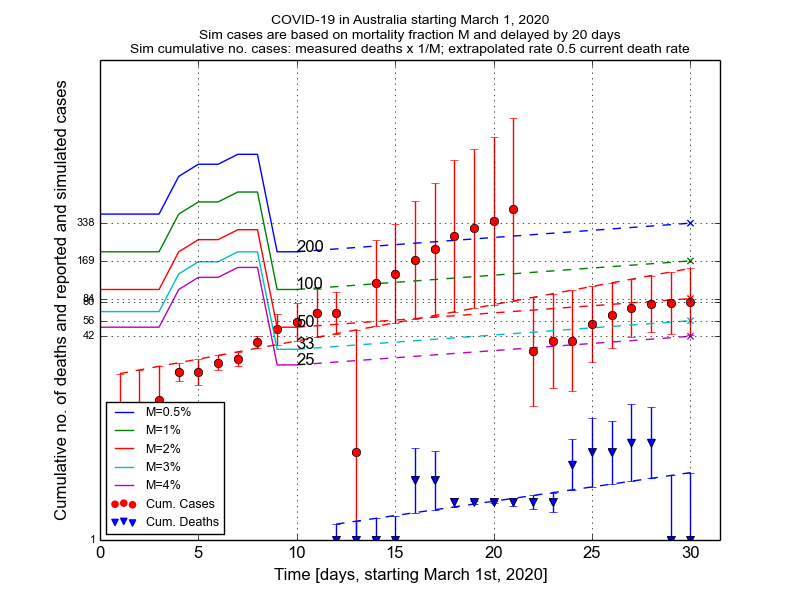 COVID-19 in Australia starting March 1, 2020
Sim cases are based on mortality fraction M and delayed by 20 days
Sim cumulative no. cases: measured deaths x 1/M; extrapolated rate 0.5 current death rate
Cumulative no. of deaths and reported and simulated cases
338
169
84
56
42
1
200
100
50
33
25
M=0.5%
M=1%
M=2%
M=3%
M=4%
Cum. Cases
Cum. Deaths
0 5 10 15 20 25 30
Time [days, starting March 1st, 2020]